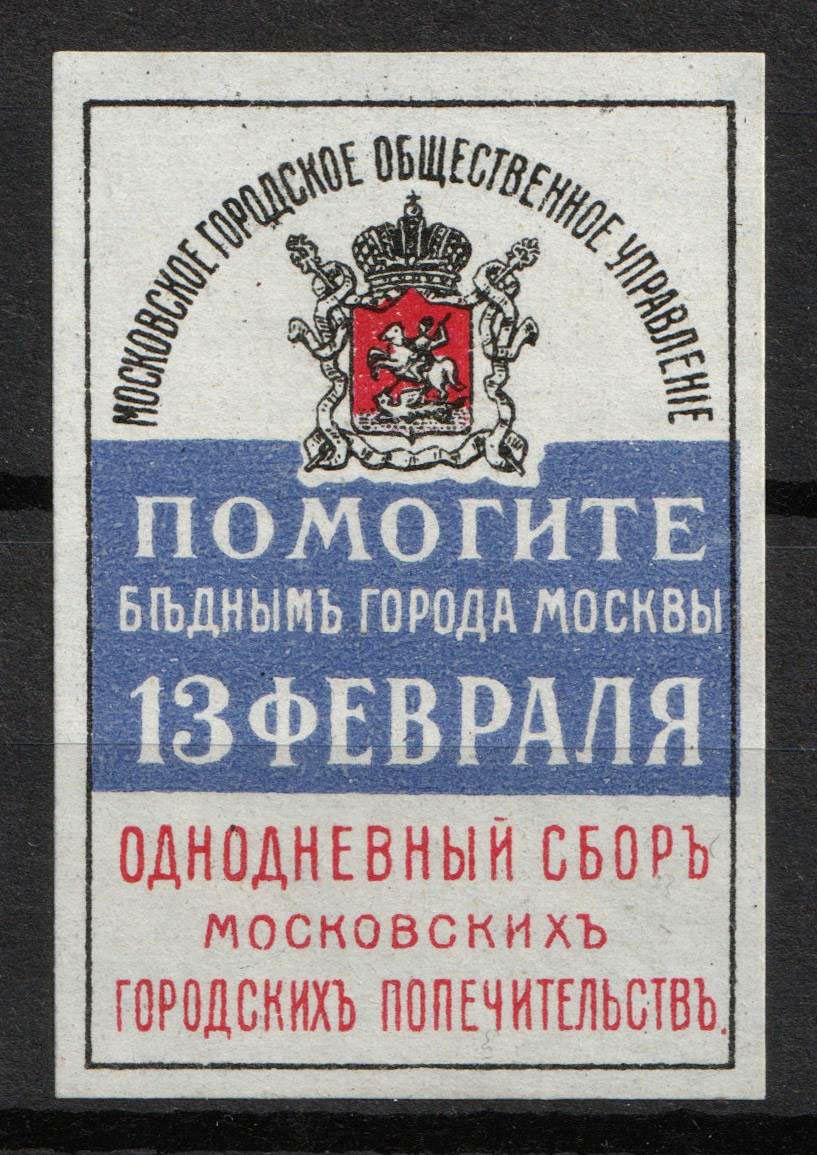 МОСКОВСКОЕ ГОРОДСКОЕ ОБЩЕСТВЕННОЕ УПРАВЛЕНІЕ
ПОМОГИТЕ
БѢДНЫМЪ ГОРОДА МОСКВЫ
13 ФЕВРАЛЯ
ОДНОДНЕВНЫЙ СБОРЪ
МОСКОВСКИХЪ
ГОРОДСКИХЪ ПОПЕЧИТЕЛЬСТВЪ.